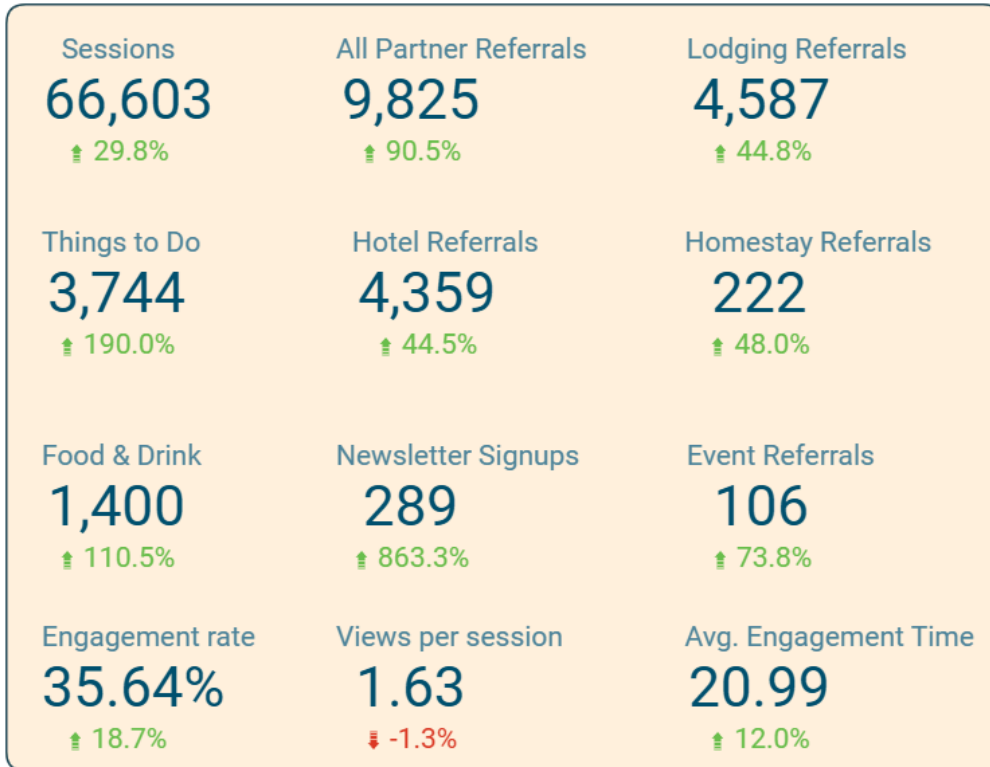 Sessions All Partner Referrals Lodging Referrals
66,603 9,825 4,587
29.8% 90.5% 44.8%
Things to Do Hotel Referrals Homestay Referrals
3,744 4,359 222
190.0% 44.5% 48.0%
Food & Drink Newsletter Signups Event Referrals
1,400 289 106
110.5% 863.3% 73.8%
Engagement rate Views per session Avg. Engagement Time
35.64% 1.63 20.99
18.7% -1.3% 12.0%